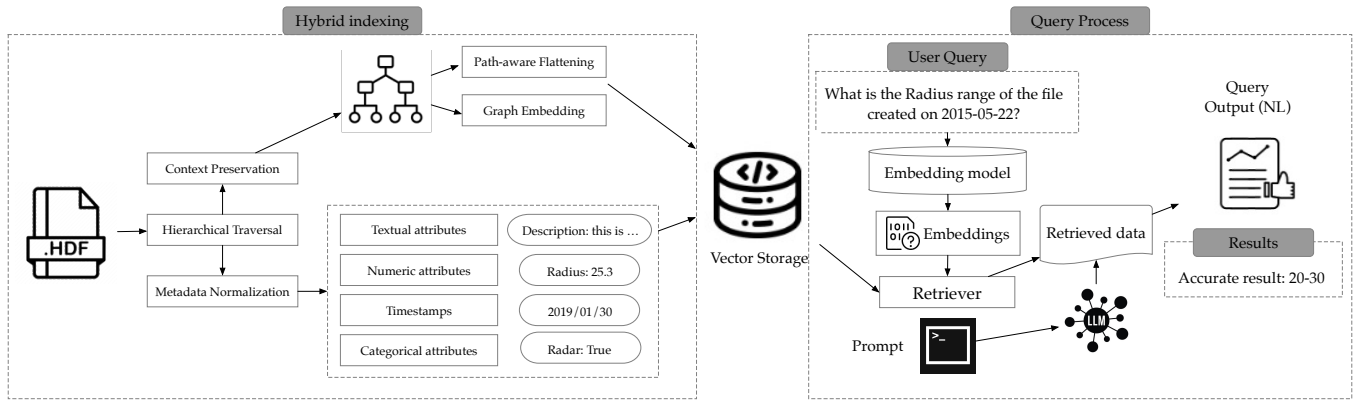 Hybrid indexing
Path-aware Flattening
Graph Embedding
Context Preservation
Hierarchical Traversal
Metadata Normalization
.HDF
Textual attributes
Description: this is ...
Numeric attributes
Radius: 25.3
Timestamps
2019/01/30
Categorical attributes
Radar: True
</>
Vector Storage
Query Process
User Query
What is the Radius range of the file
created on 2015-05-22?
Embedding model
1011
01
?
Embeddings
Retriever
Prompt
>_
LLM
Retrieved data
Query
Output (NL)
Results
Accurate result: 20-30